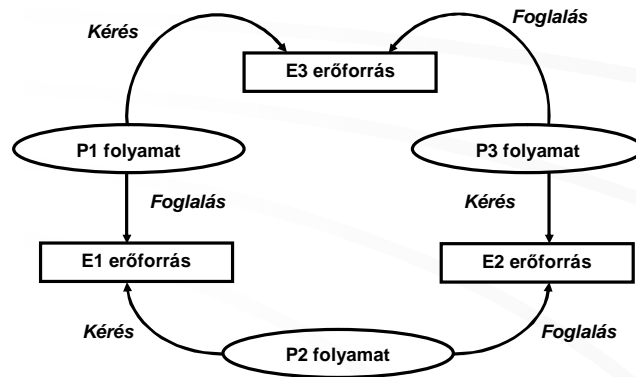 Kérés
Foglalás
E3 erőforrás
P1 folyamat
P3 folyamat
Foglalás
Kérés
E1 erőforrás
E2 erőforrás
Kérés
Foglalás
P2 folyamat